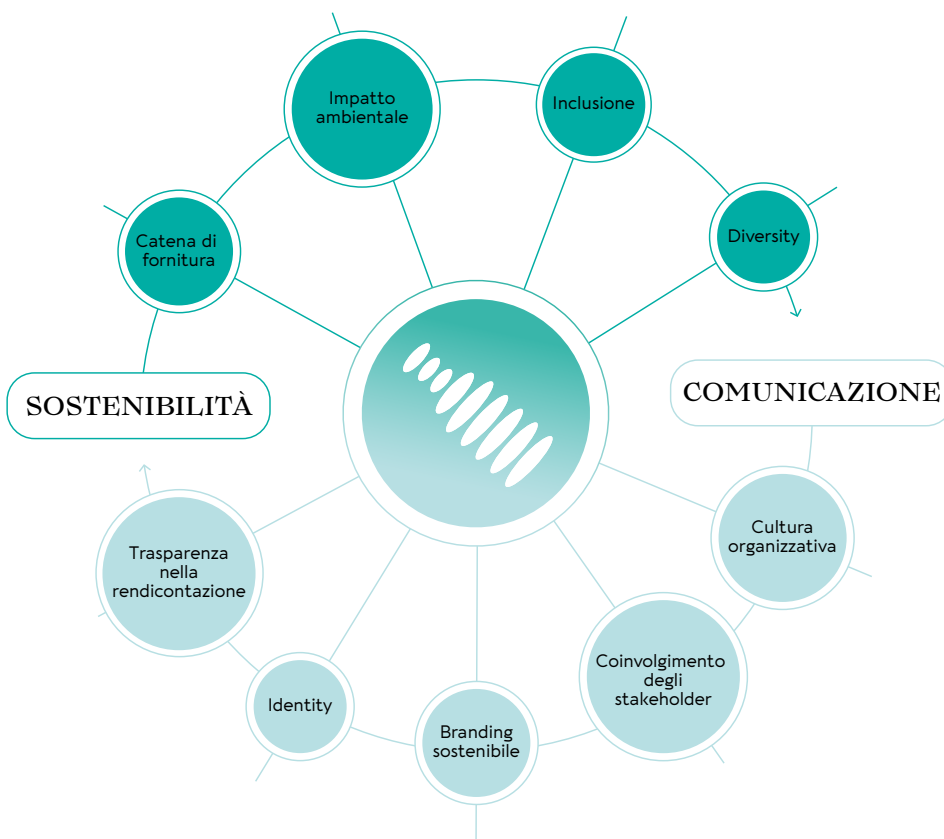 Impatto
ambientale
Inclusione
Catena di
fornitura
Diversity
SOSTENIBILITÀ
COMUNICAZIONE
Trasparenza
nella
rendicontazione
Cultura
organizzativa
Identity
Branding
sostenibile
Coinvolgimento
degli
stakeholder